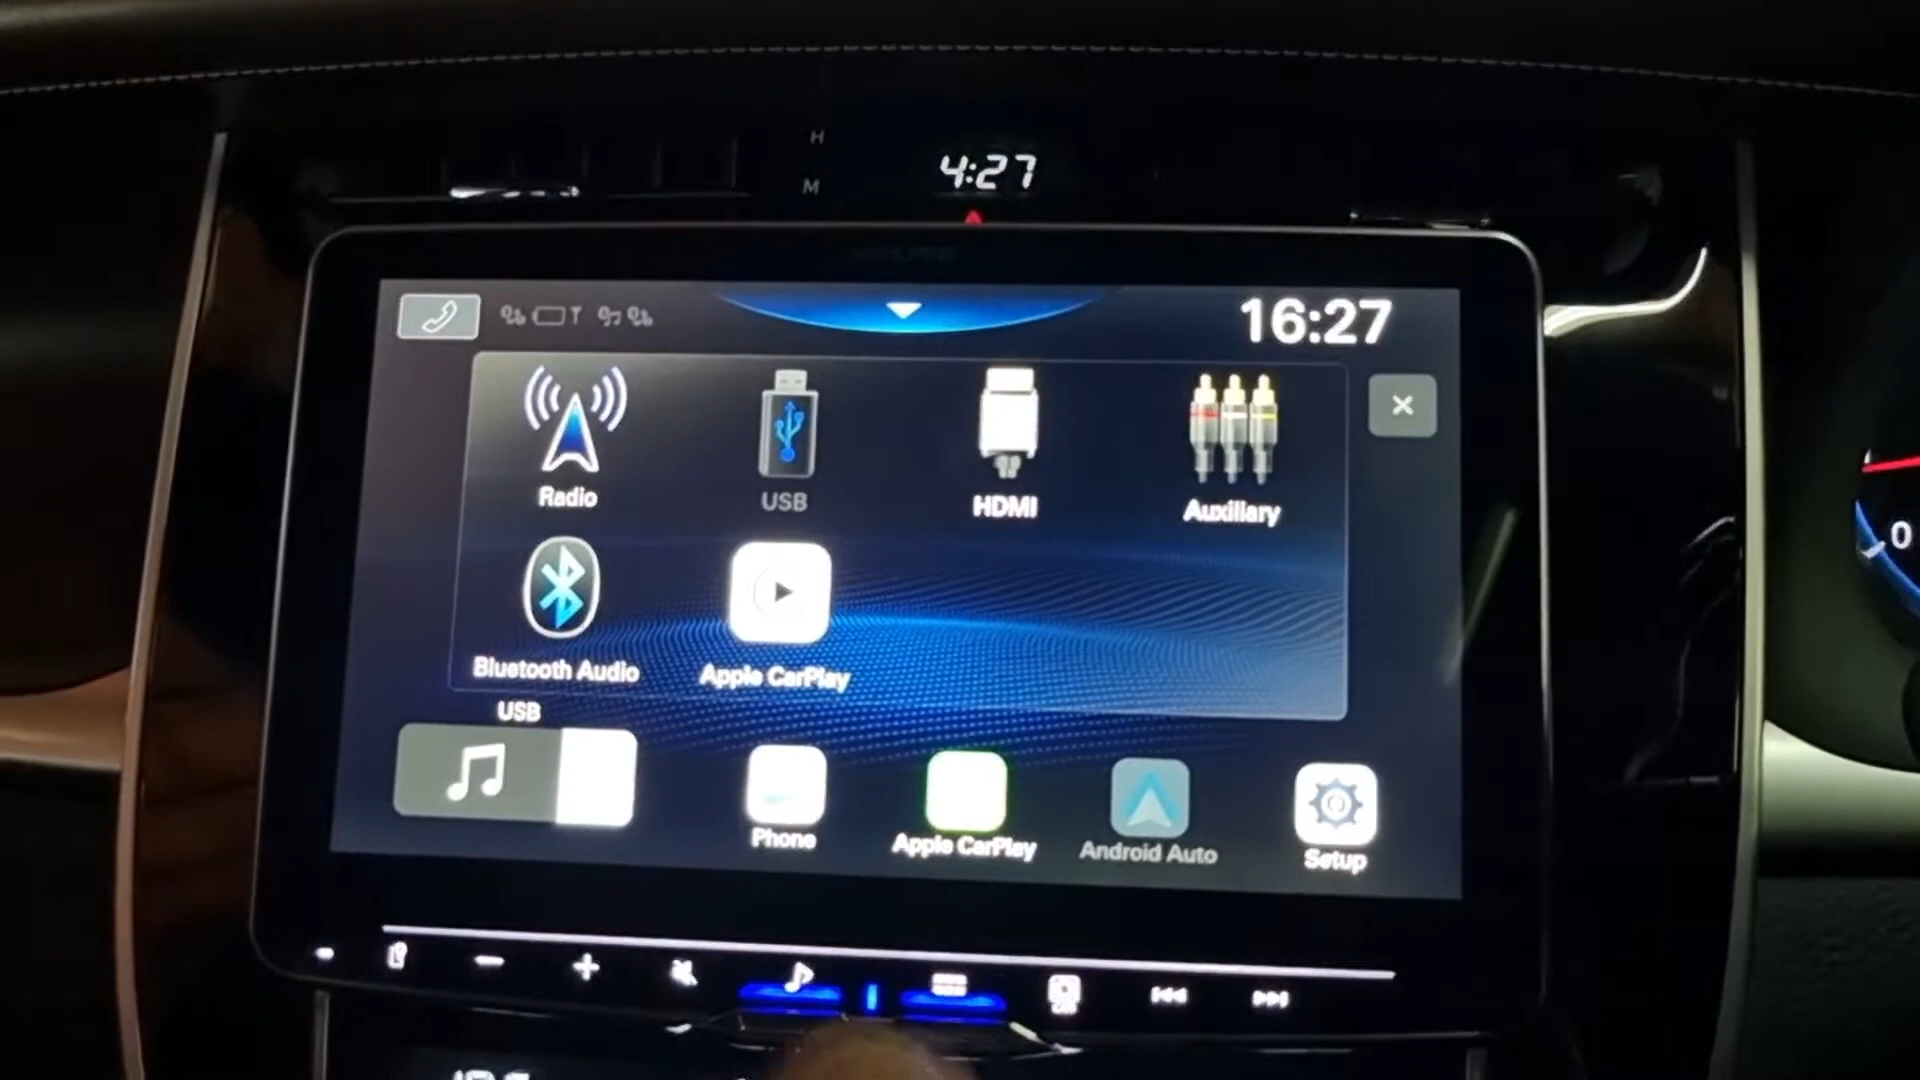 H
4:27
M
16:27
Radio
USB
HDMI
Auxiliary
Bluetooth Audio
Apple CarPlay
USB
Phone
Apple CarPlay
Android Auto
Setup
0